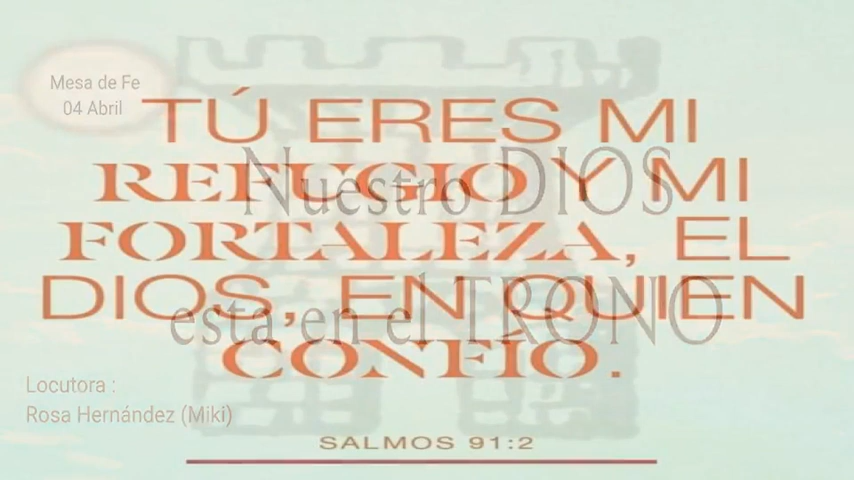 Mesa de Fe
04 Abril
TÚ ERES MI
REFUGIO Y MI
FORTALEZA, EL
DIOS, EN QUIEN
CONFÍO.
Nuestro DIOS
esta en el TRONO
Locutora :
Rosa Hernández (Miki)
SALMOS 91:2